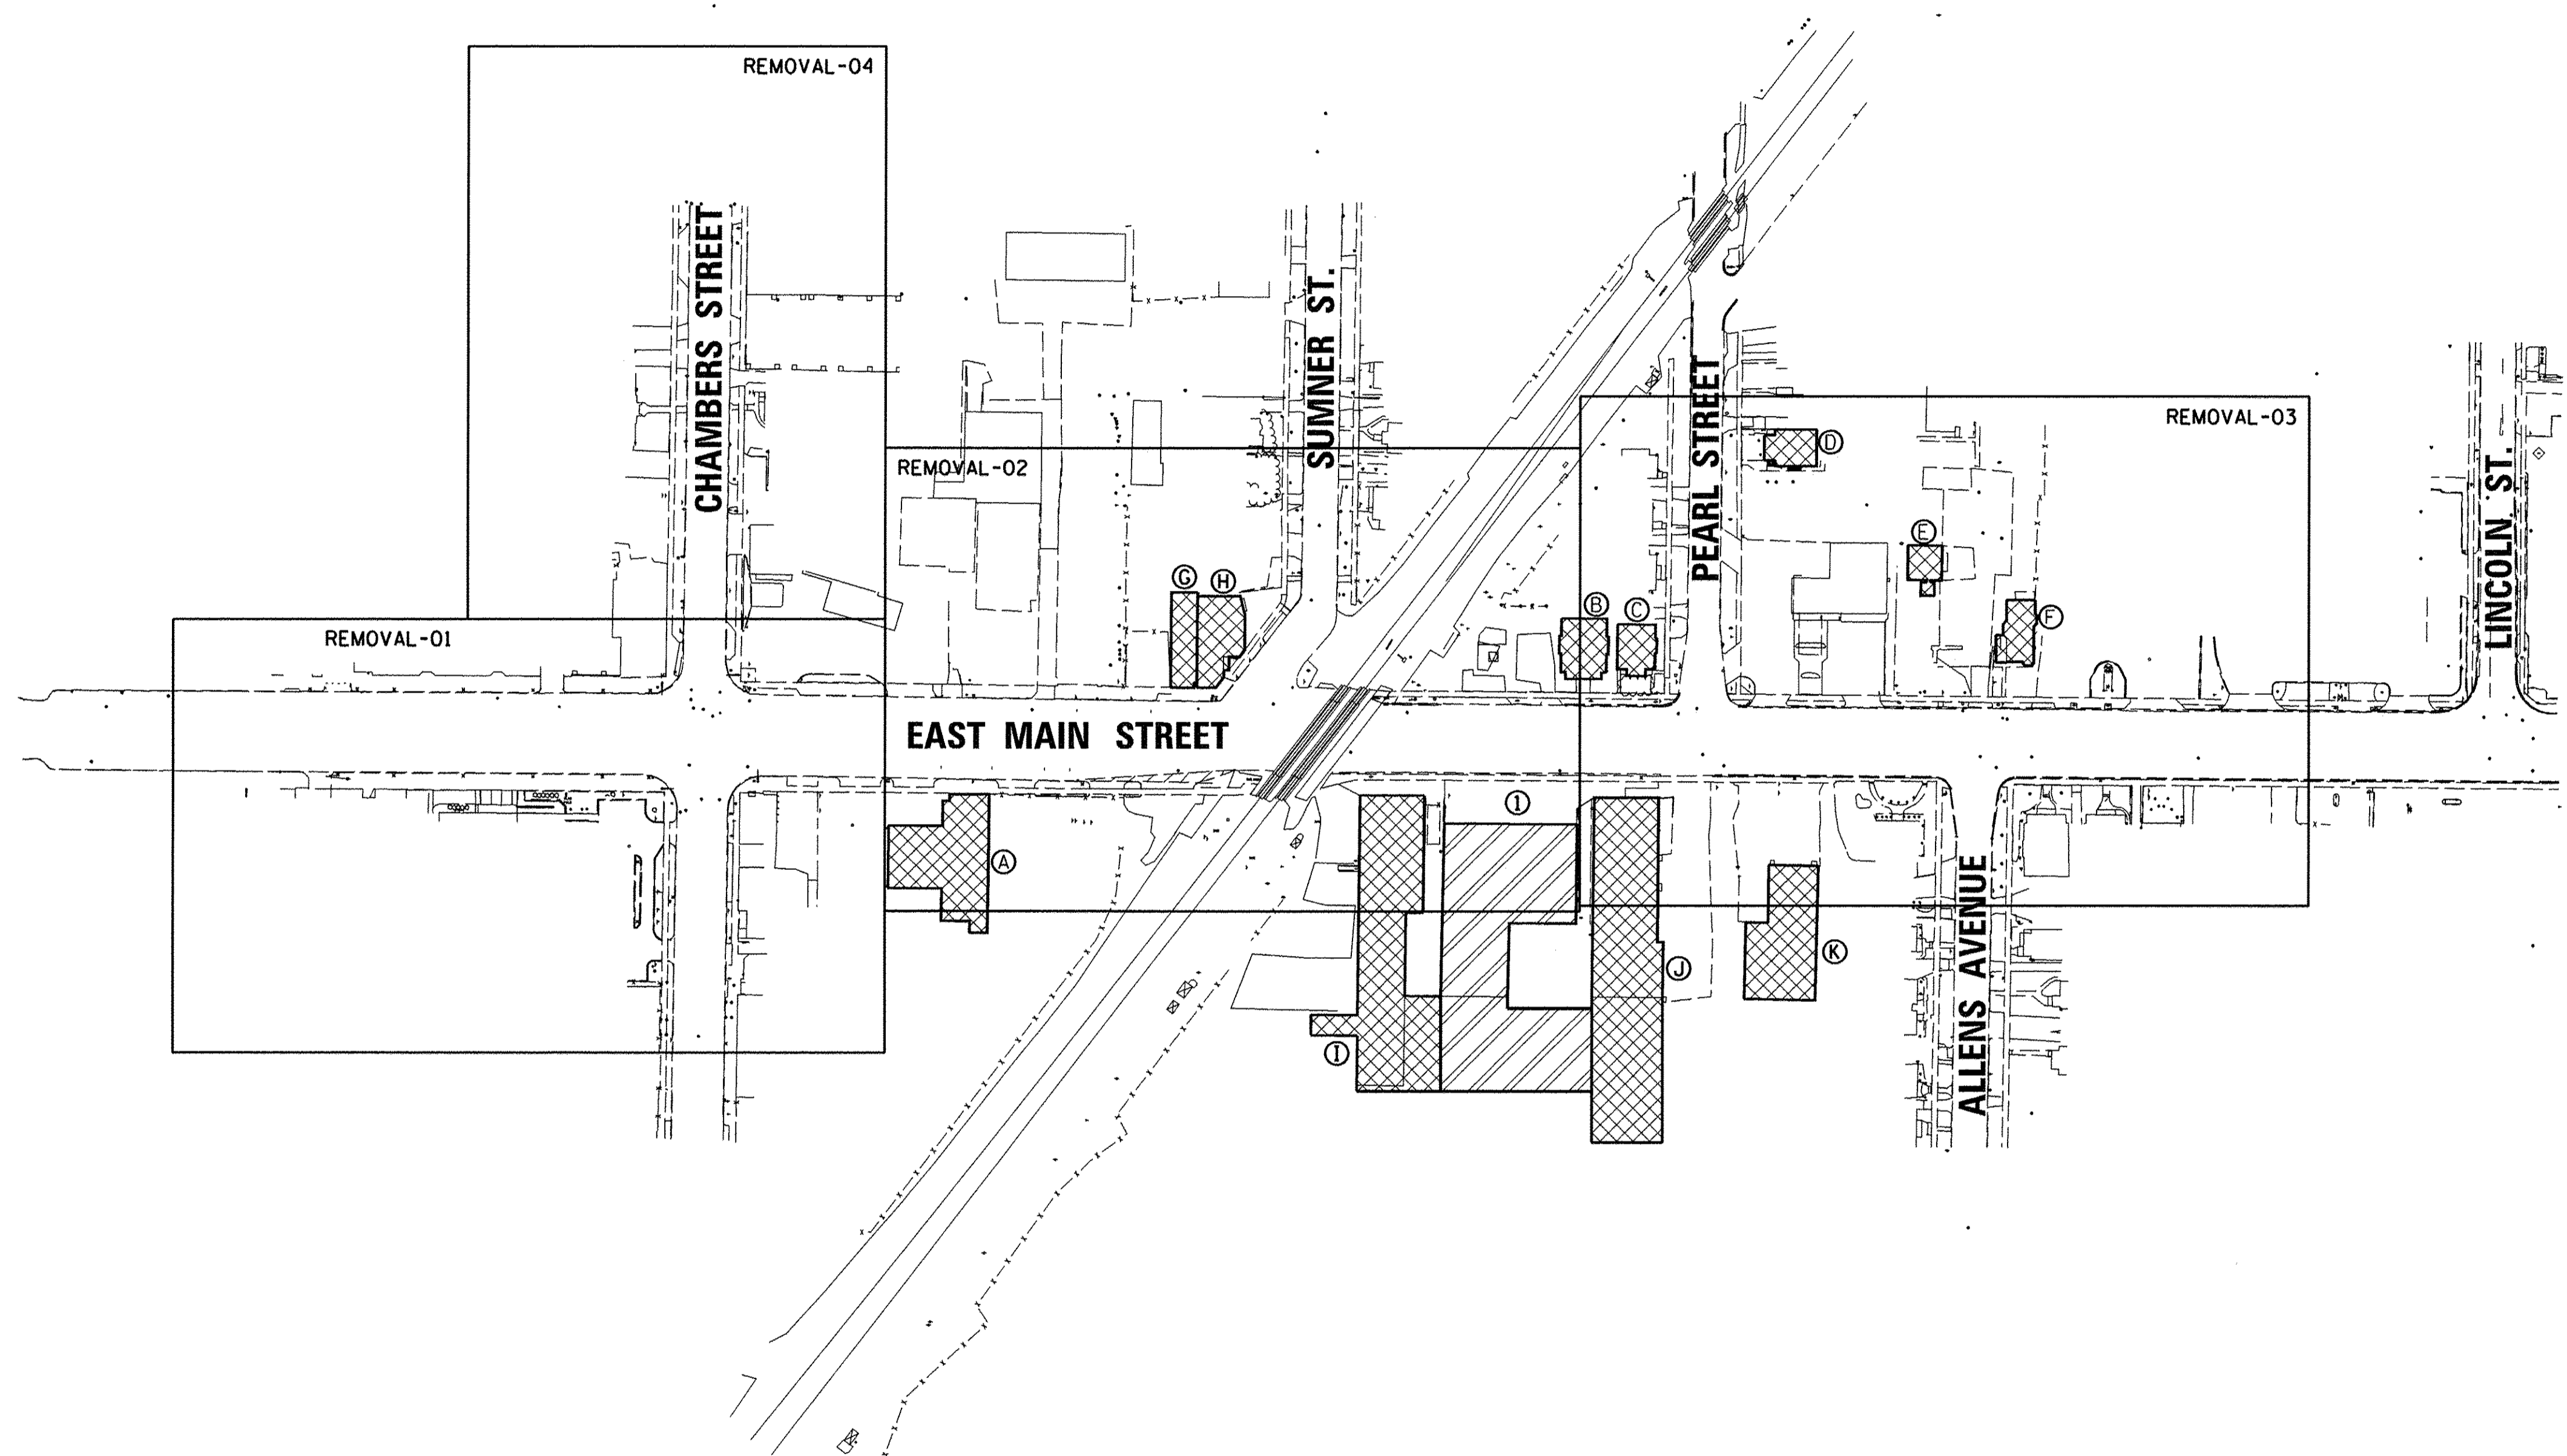 REMOVAL-04
CHAMBERS STREET
SUMNER ST.
PEARL STREET
REMOVAL-03
D
LINCOLN ST.
REMOVAL-02
E
G
H
B
C
F
REMOVAL-01
EAST MAIN STREET
1
A
ALLENS AVENUE
J
K
I